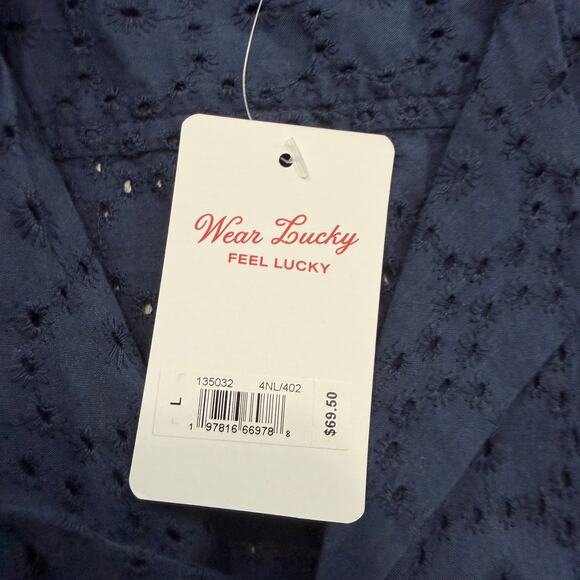 Wear Lucky
FEEL LUCKY
135032 4NL/402
L
$69.50
1 97816 66978 8